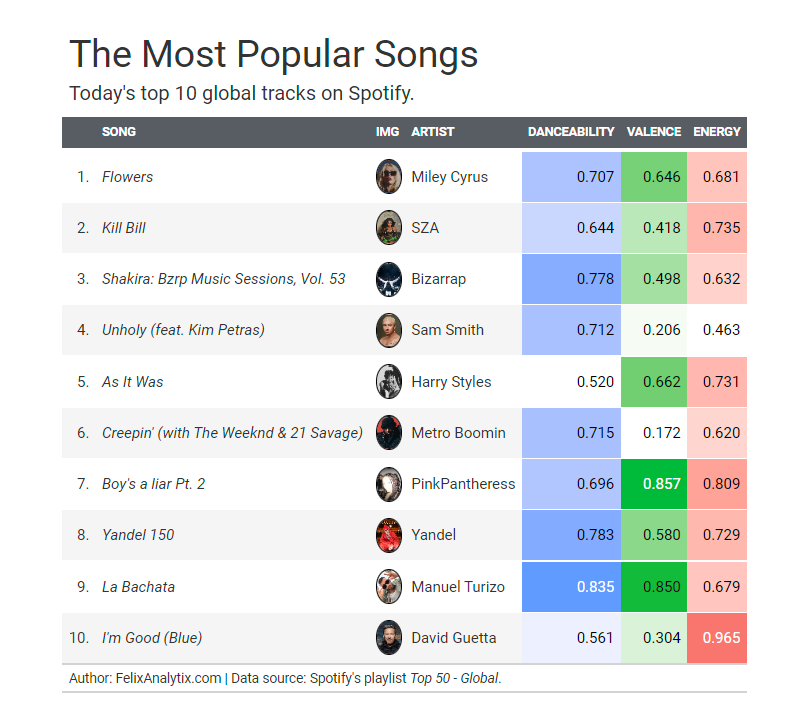 The Most Popular Songs
Today's top 10 global tracks on Spotify.
SONG IMG ARTIST DANCEABILITY VALENCE ENERGY
1. Flowers Miley Cyrus 0.707 0.646 0.681
2. Kill Bill SZA 0.644 0.418 0.735
3. Shakira: Bzrp Music Sessions, Vol. 53 Bizarrap 0.778 0.498 0.632
4. Unholy (feat. Kim Petras) Sam Smith 0.712 0.206 0.463
5. As It Was Harry Styles 0.520 0.662 0.731
6. Creepin' (with The Weeknd & 21 Savage) Metro Boomin 0.715 0.172 0.620
7. Boy's a liar Pt. 2 PinkPantheress 0.696 0.857 0.809
8. Yandel 150 Yandel 0.783 0.580 0.729
9. La Bachata Manuel Turizo 0.835 0.850 0.679
10. I'm Good (Blue) David Guetta 0.561 0.304 0.965
Author: FelixAnalytix.com | Data source: Spotify's playlist Top 50 - Global.